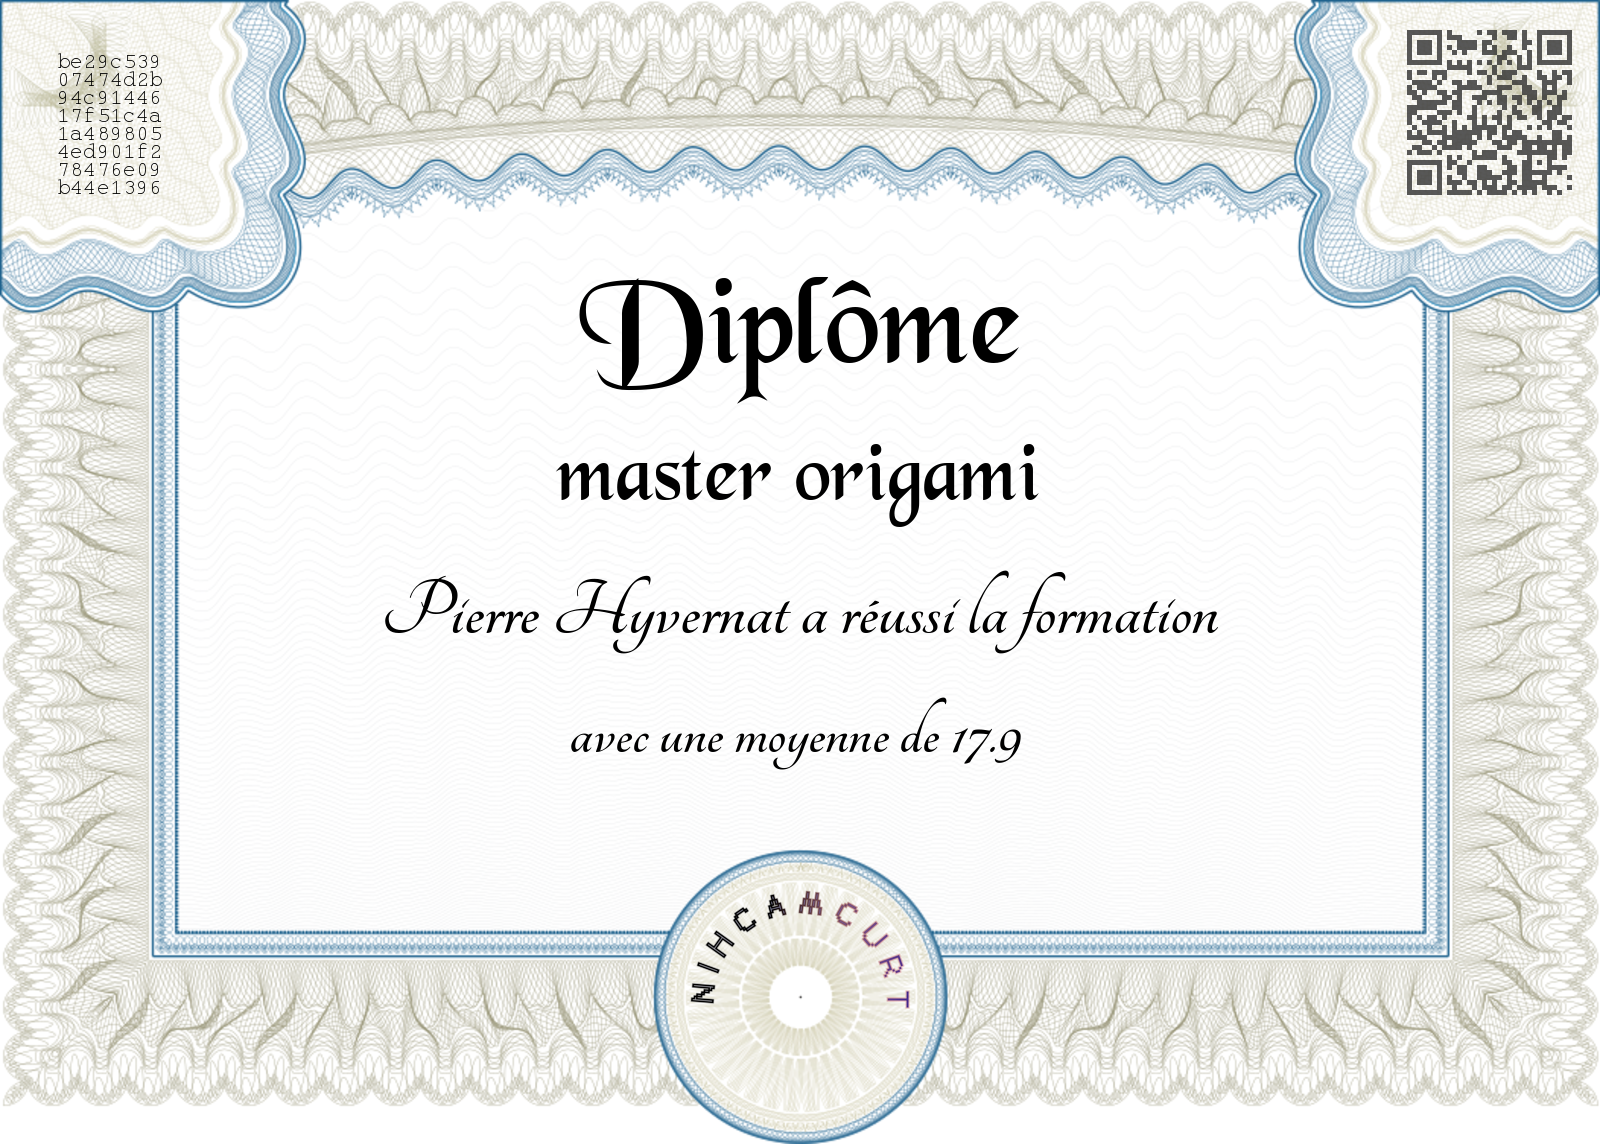 be29c539
07474d2b
94c91446
17f51c4a
1a489805
4ed901f2
78476e09
b44e1396
Diplôme
master origami
Pierre Hyvernat a réussi la formation
avec une moyenne de 17.9
NIHCAMCURT